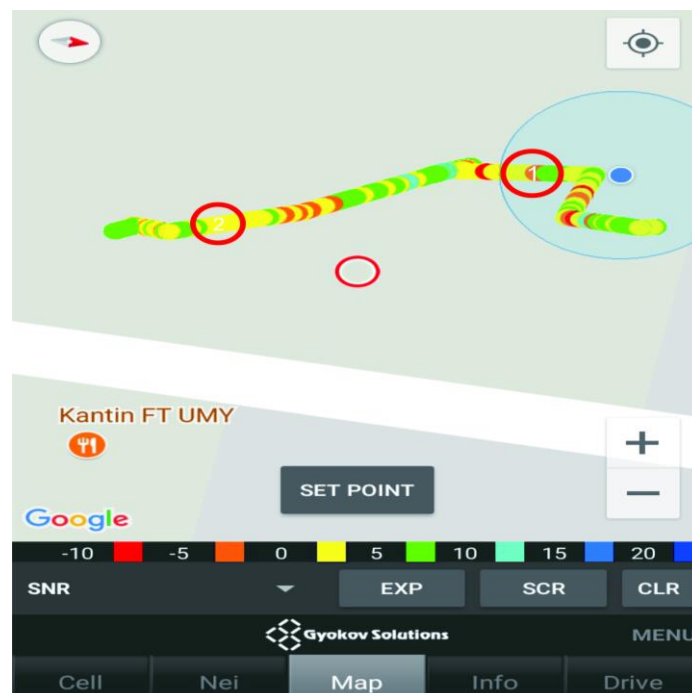 1
2
Kantin FT UMY
SET POINT
+
−
Google
-10 -5 0 5 10 15 20
SNR EXP SCR CLR
Gyokov Solutions MENU
Cell Nei Map Info Drive